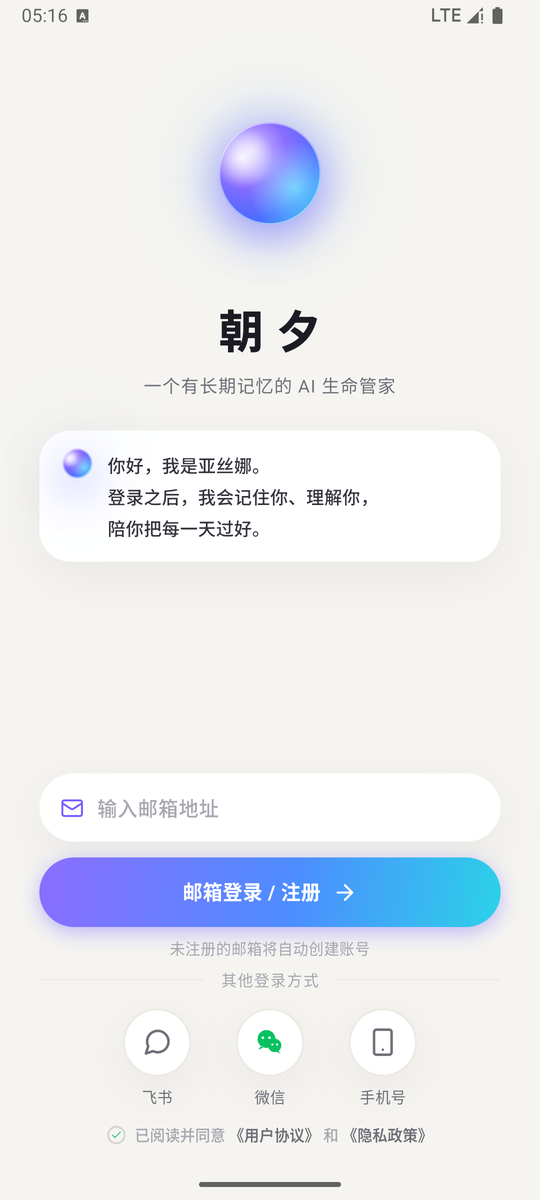 05:16
LTE
朝夕
一个有长期记忆的 AI 生命管家
你好，我是亚丝娜。
登录之后，我会记住你、理解你，
陪你把每一天过好。
输入邮箱地址
邮箱登录 / 注册
未注册的邮箱将自动创建账号
其他登录方式
飞书 微信 手机号
已阅读并同意 《用户协议》 和 《隐私政策》